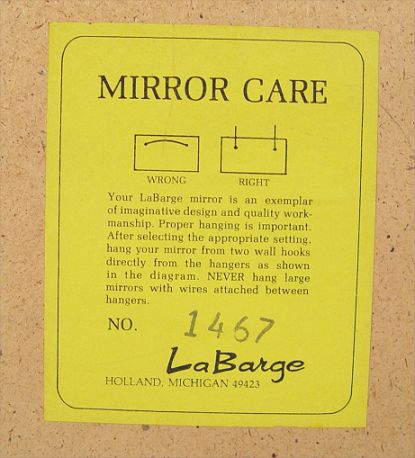 MIRROR CARE
WRONG RIGHT
Your LaBarge mirror is an exemplar
of imaginative design and quality work-
manship. Proper hanging is important.
After selecting the appropriate setting,
hang your mirror from two wall hooks
directly from the hangers as shown
in the diagram. NEVER hang large
mirrors with wires attached between
hangers.
NO. 1467
LaBarge
HOLLAND, MICHIGAN 49423